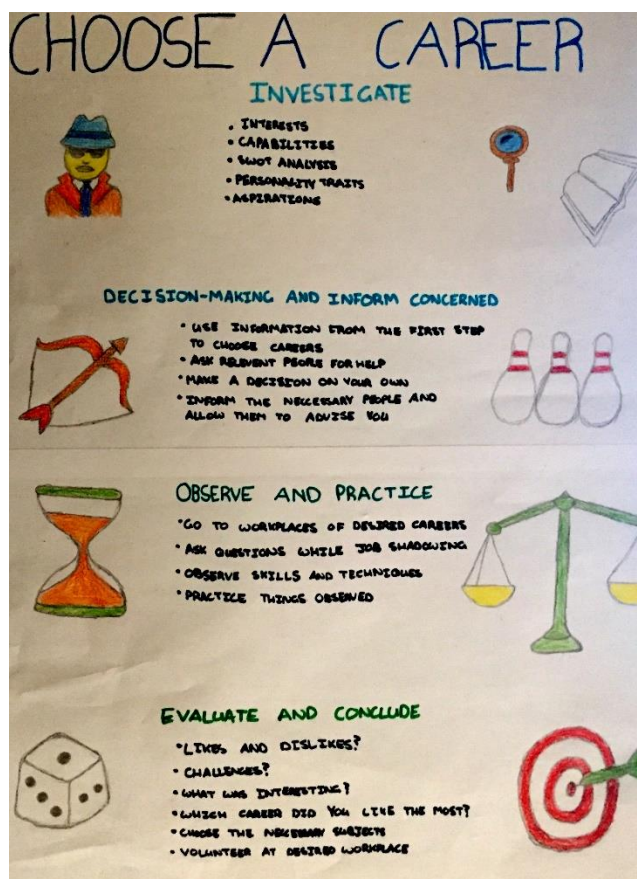 CHOOSE A CAREER
INVESTIGATE
• INTERESTS
• CAPABILITIES
• SWOT ANALYSIS
• PERSONALITY TRAITS
• ASPIRATIONS
DECISION-MAKING AND INFORM CONCERNED
• USE INFORMATION FROM THE FIRST STEP
TO CHOOSE CAREERS
• ASK RELEVENT PEOPLE FOR HELP
• MAKE A DECISION ON YOUR OWN
• INFORM THE NECCESSARY PEOPLE AND
ALLOW THEM TO ADVISE YOU
OBSERVE AND PRACTICE
• GO TO WORKPLACES OF DESIRED CAREERS
• ASK QUESTIONS WHILE JOB SHADOWING
• OBSERVE SKILLS AND TECHNIQUES
• PRACTICE THINGS OBSERVED
EVALUATE AND CONCLUDE
• LIKES AND DISLIKES?
• CHALLENGES?
• WHAT WAS INTERESTING?
• WHICH CAREER DID YOU LIKE THE MOST?
• CHOOSE THE NECCESSARY SUBJECTS
• VOLUNTEER AT DESIRED WORKPLACE